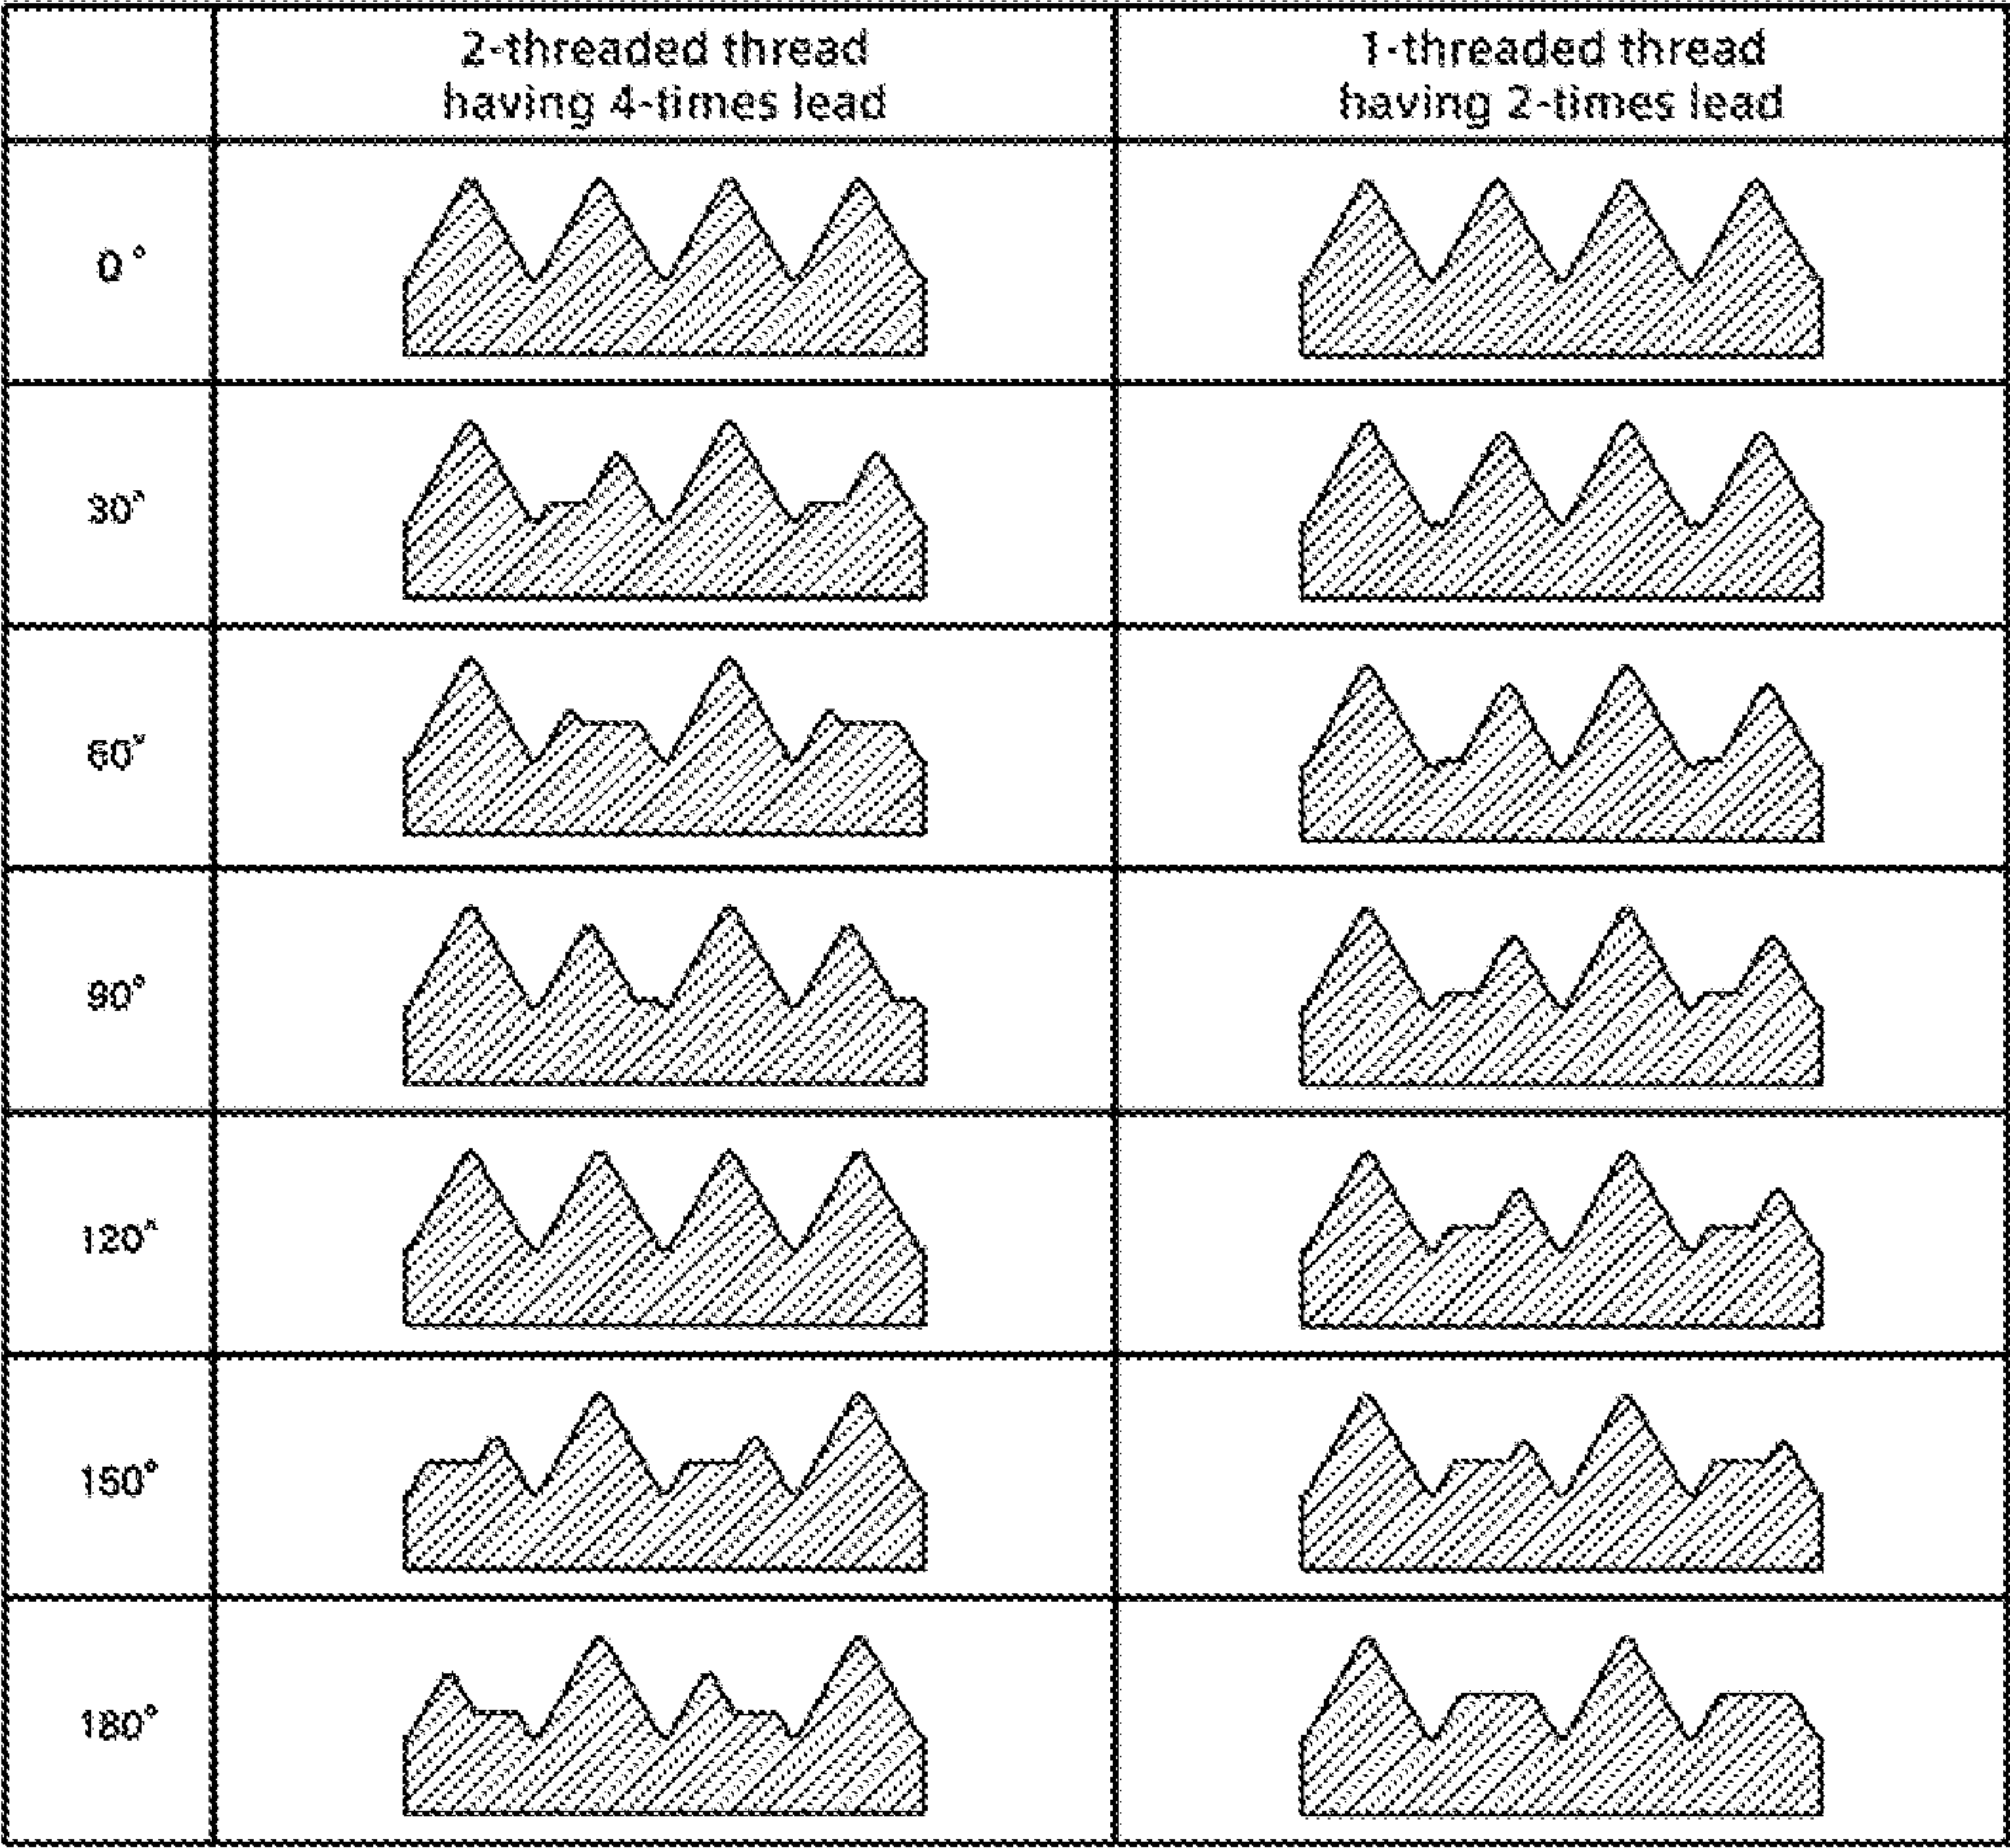 2-threaded thread
having 4-times lead
1-threaded thread
having 2-times lead
0°
30°
60°
90°
120°
150°
180°